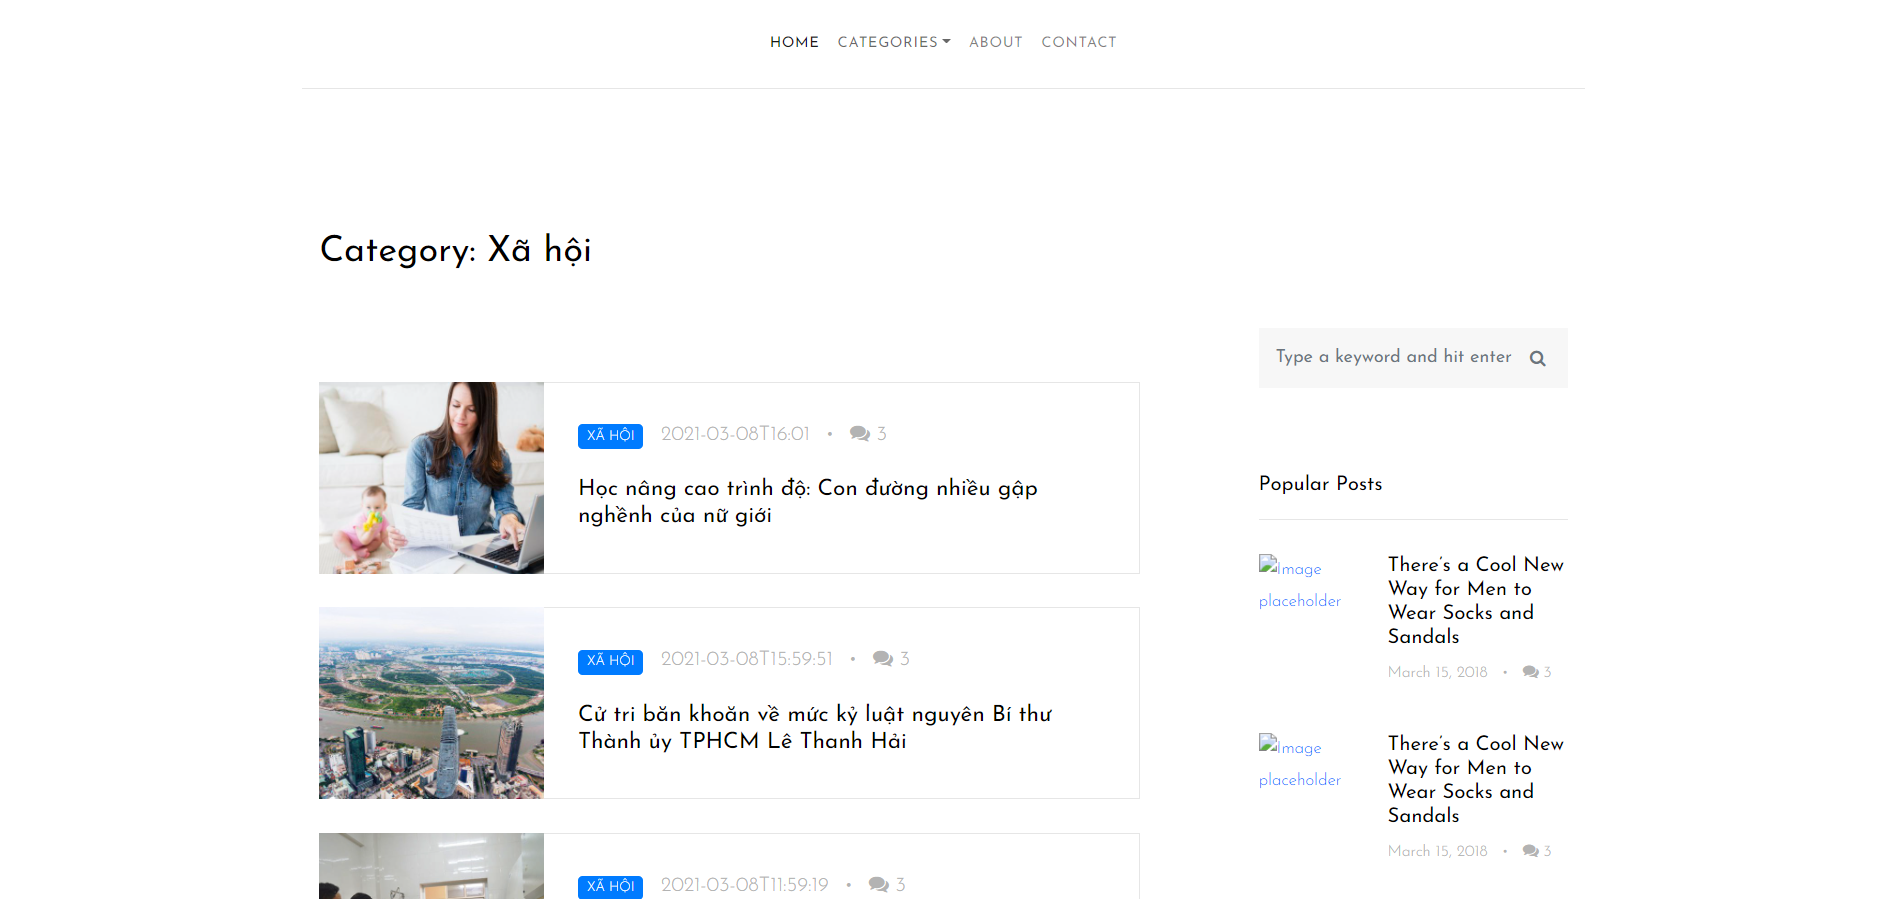 HOME CATEGORIES ABOUT CONTACT
Category: Xã hội
XÃ HỘI 2021-03-08T16:01 • 3
Học nâng cao trình độ: Con đường nhiều gập
nghềnh của nữ giới
XÃ HỘI 2021-03-08T15:59:51 • 3
Cử tri băn khoăn về mức kỷ luật nguyên Bí thư
Thành ủy TPHCM Lê Thanh Hải
XÃ HỘI 2021-03-08T11:59:19 • 3
Type a keyword and hit enter
Popular Posts
Image
placeholder
There's a Cool New
Way for Men to
Wear Socks and
Sandals
March 15, 2018 • 3
Image
placeholder
There's a Cool New
Way for Men to
Wear Socks and
Sandals
March 15, 2018 • 3